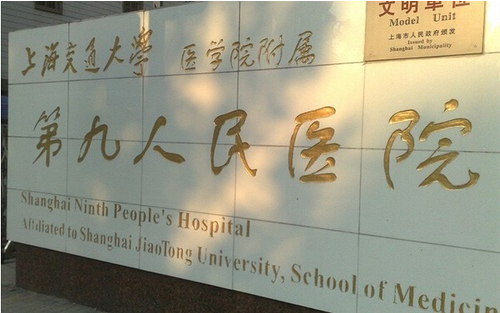 文明单位
Model Unit
上海市人民政府颁发
Issued by
Shanghai Municipality
上海交通大學 医学院附属
第九人民医院
Shanghai Ninth People's Hospital
Affiliated to Shanghai JiaoTong University, School of Medicin